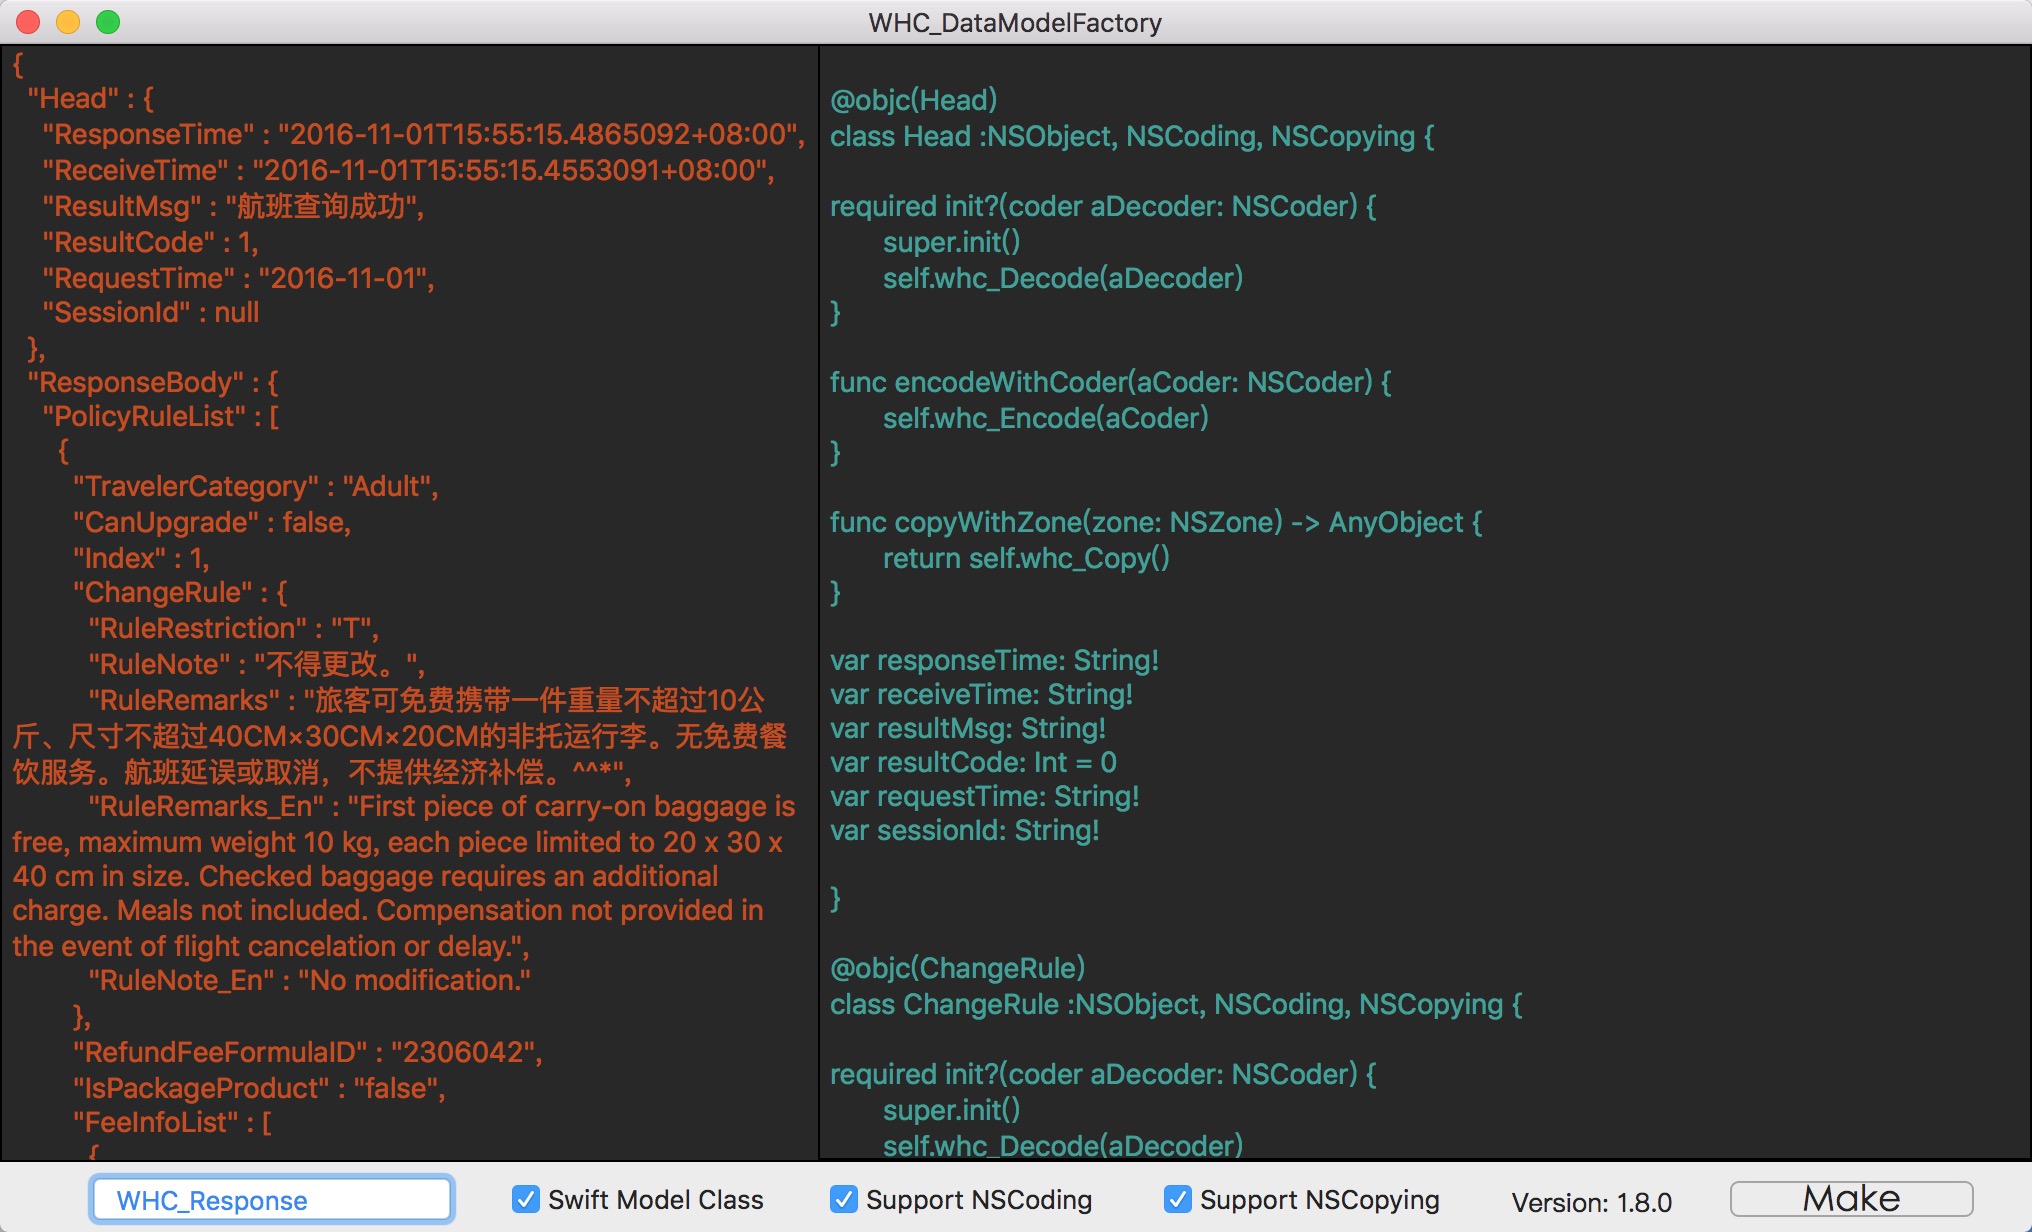 WHC_DataModelFactory
{
"Head" : {
"ResponseTime" : "2016-11-01T15:55:15.4865092+08:00",
"ReceiveTime" : "2016-11-01T15:55:15.4553091+08:00",
"ResultMsg" : "航班查询成功",
"ResultCode" : 1,
"RequestTime" : "2016-11-01",
"SessionId" : null
},
"ResponseBody" : {
"PolicyRuleList" : [
{
"TravelerCategory" : "Adult",
"CanUpgrade" : false,
"Index" : 1,
"ChangeRule" : {
"RuleRestriction" : "T",
"RuleNote" : "不得更改。",
"RuleRemarks" : "旅客可免费携带一件重量不超过10公
斤、尺寸不超过40CM×30CM×20CM的非托运行李。无免费餐
饮服务。航班延误或取消，不提供经济补偿。^^*",
"RuleRemarks_En" : "First piece of carry-on baggage is
free, maximum weight 10 kg, each piece limited to 20 x 30 x
40 cm in size. Checked baggage requires an additional
charge. Meals not included. Compensation not provided in
the event of flight cancelation or delay.",
"RuleNote_En" : "No modification."
},
"RefundFeeFormulaID" : "2306042",
"IsPackageProduct" : "false",
"FeeInfoList" : [
{
@objc(Head)
class Head :NSObject, NSCoding, NSCopying {
required init?(coder aDecoder: NSCoder) {
super.init()
self.whc_Decode(aDecoder)
}
func encodeWithCoder(aCoder: NSCoder) {
self.whc_Encode(aCoder)
}
func copyWithZone(zone: NSZone) -> AnyObject {
return self.whc_Copy()
}
var responseTime: String!
var receiveTime: String!
var resultMsg: String!
var resultCode: Int = 0
var requestTime: String!
var sessionId: String!
}
@objc(ChangeRule)
class ChangeRule :NSObject, NSCoding, NSCopying {
required init?(coder aDecoder: NSCoder) {
super.init()
self.whc_Decode(aDecoder)
WHC_Response
Swift Model Class
Support NSCoding
Support NSCopying
Version: 1.8.0
Make